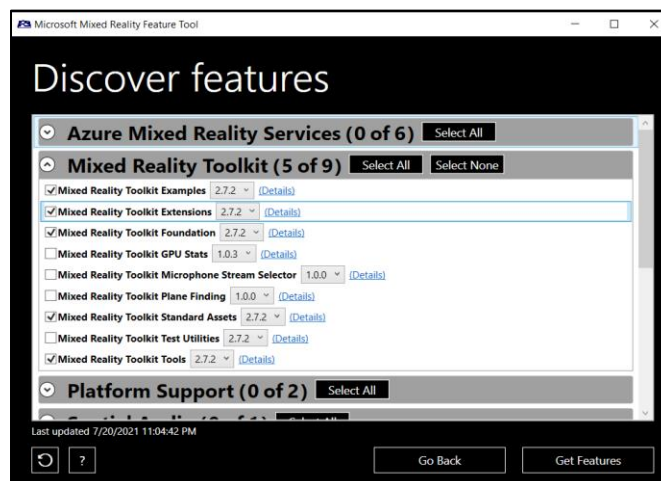 Microsoft Mixed Reality Feature Tool
Discover features
Azure Mixed Reality Services (0 of 6) Select All
Mixed Reality Toolkit (5 of 9) Select All Select None
Mixed Reality Toolkit Examples 2.7.2 (Details)
Mixed Reality Toolkit Extensions 2.7.2 (Details)
Mixed Reality Toolkit Foundation 2.7.2 (Details)
Mixed Reality Toolkit GPU Stats 1.0.3 (Details)
Mixed Reality Toolkit Microphone Stream Selector 1.0.0 (Details)
Mixed Reality Toolkit Plane Finding 1.0.0 (Details)
Mixed Reality Toolkit Standard Assets 2.7.2 (Details)
Mixed Reality Toolkit Test Utilities 2.7.2 (Details)
Mixed Reality Toolkit Tools 2.7.2 (Details)
Platform Support (0 of 2) Select All
Last updated 7/20/2021 11:04:42 PM
? Go Back Get Features